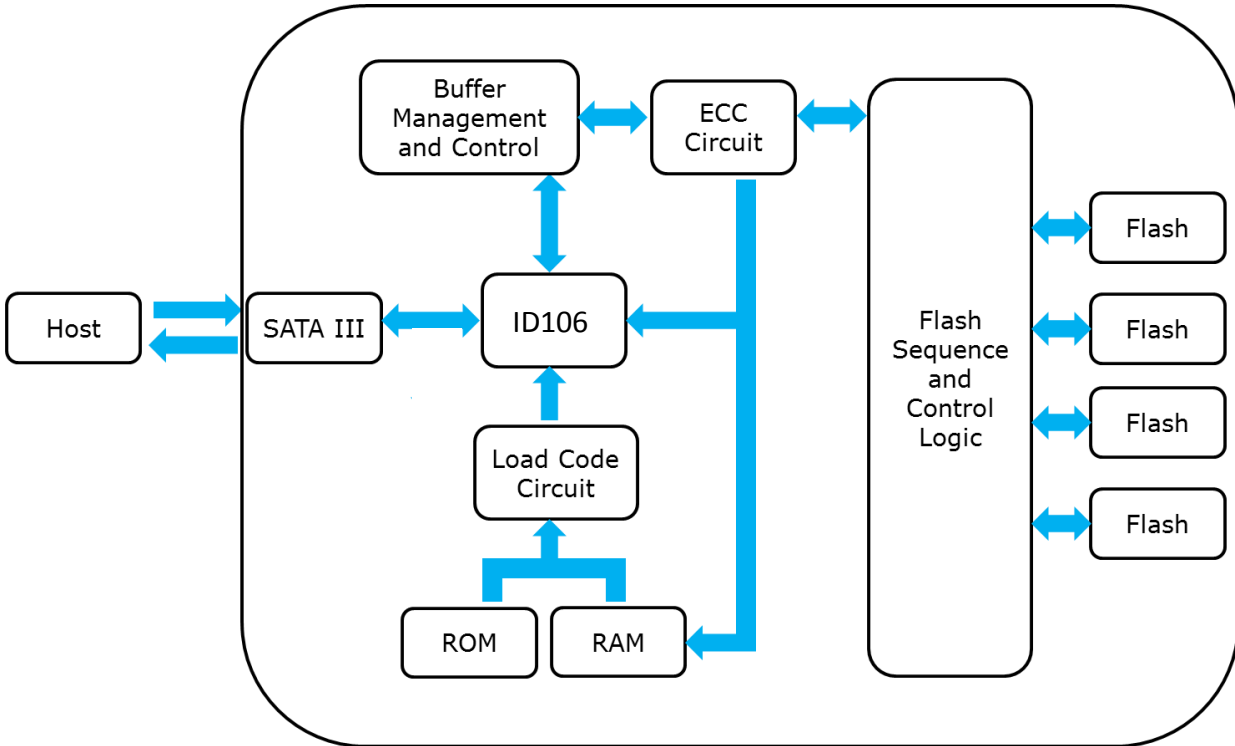 Buffer
Management
and Control
ECC
Circuit
Host
SATA III
ID106
Load Code
Circuit
ROM
RAM
Flash
Sequence
and
Control
Logic
Flash
Flash
Flash
Flash